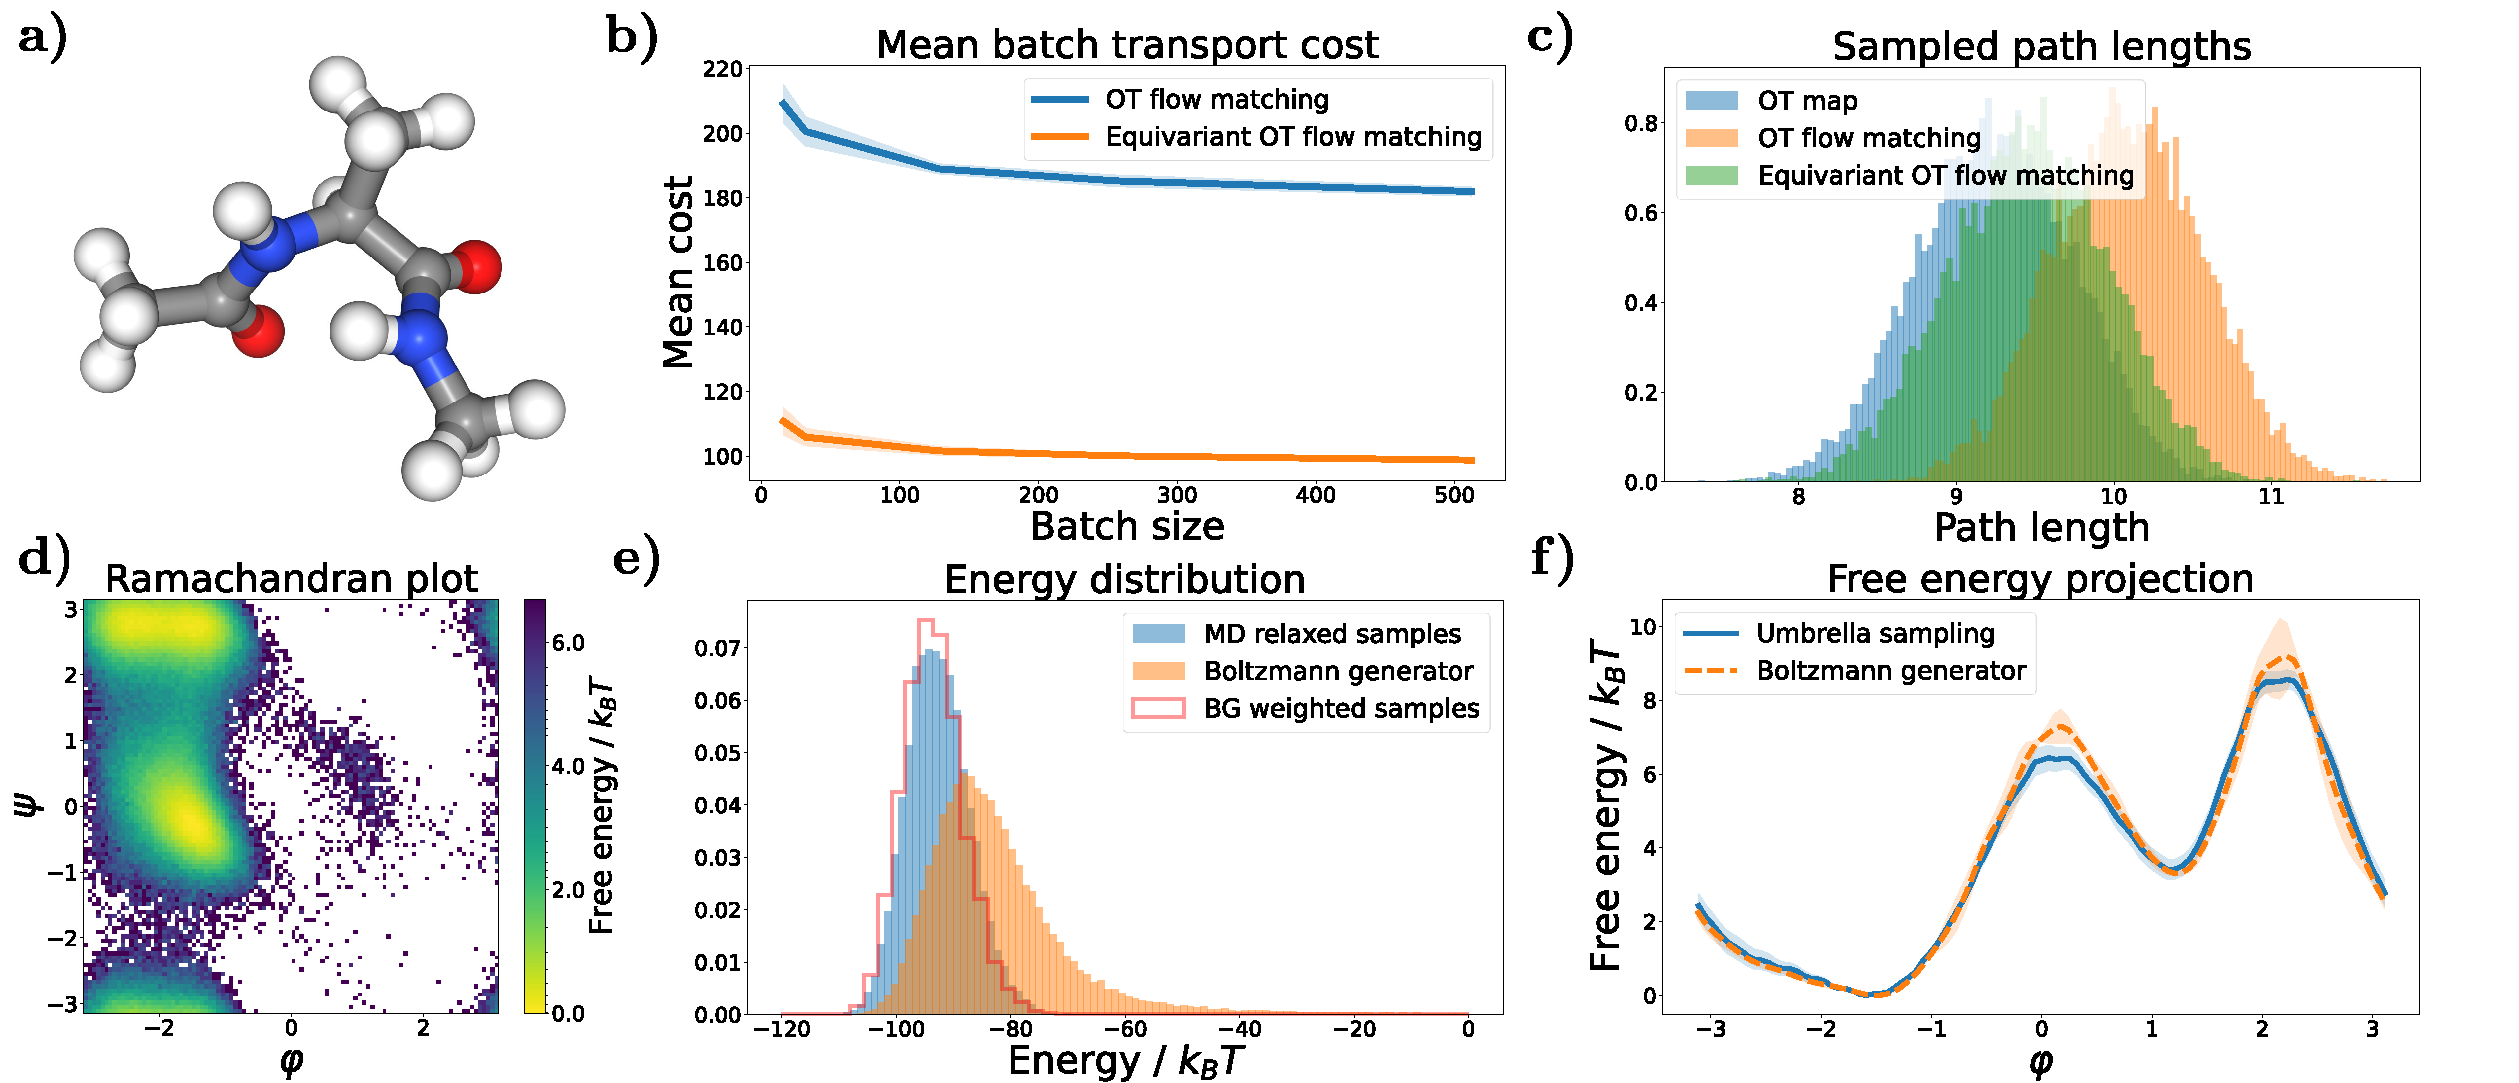 a)
b)
Mean batch transport cost
220
200
180
160
140
120
100
Mean cost
OT flow matching
Equivariant OT flow matching
0
100
200
300
400
500
Batch size
c)
Sampled path lengths
0.8
0.6
0.4
0.2
0.0
OT map
OT flow matching
Equivariant OT flow matching
8
9
10
11
Path length
d)
Ramachandran plot
3
2
1
0
−1
−2
−3
ψ
−2
0
2
φ
6.0
4.0
2.0
0.0
Free energy / k_BT
e)
Energy distribution
0.07
0.06
0.05
0.04
0.03
0.02
0.01
0.00
MD relaxed samples
Boltzmann generator
BG weighted samples
−120
−100
−80
−60
−40
−20
0
Energy / k_BT
f)
Free energy projection
10
8
6
4
2
0
Free energy / k_BT
Umbrella sampling
Boltzmann generator
−3
−2
−1
0
1
2
3
φ